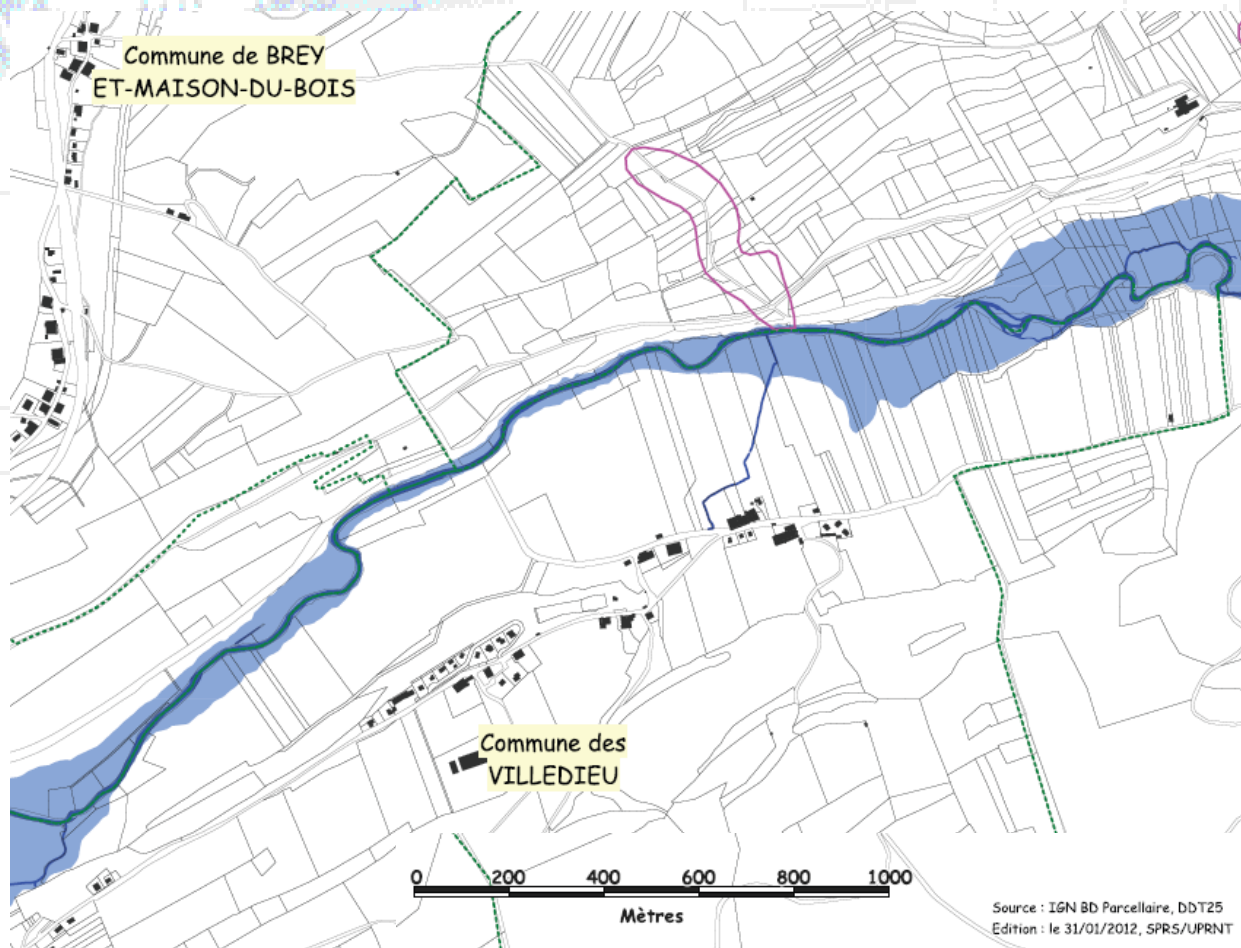 Commune de BREY
ET-MAISON-DU-BOIS
Commune des
VILLEDIEU
0 200 400 600 800 1000
Mètres
Source : IGN BD Parcellaire, DDT25
Edition : le 31/01/2012, SPRS/UPRNT